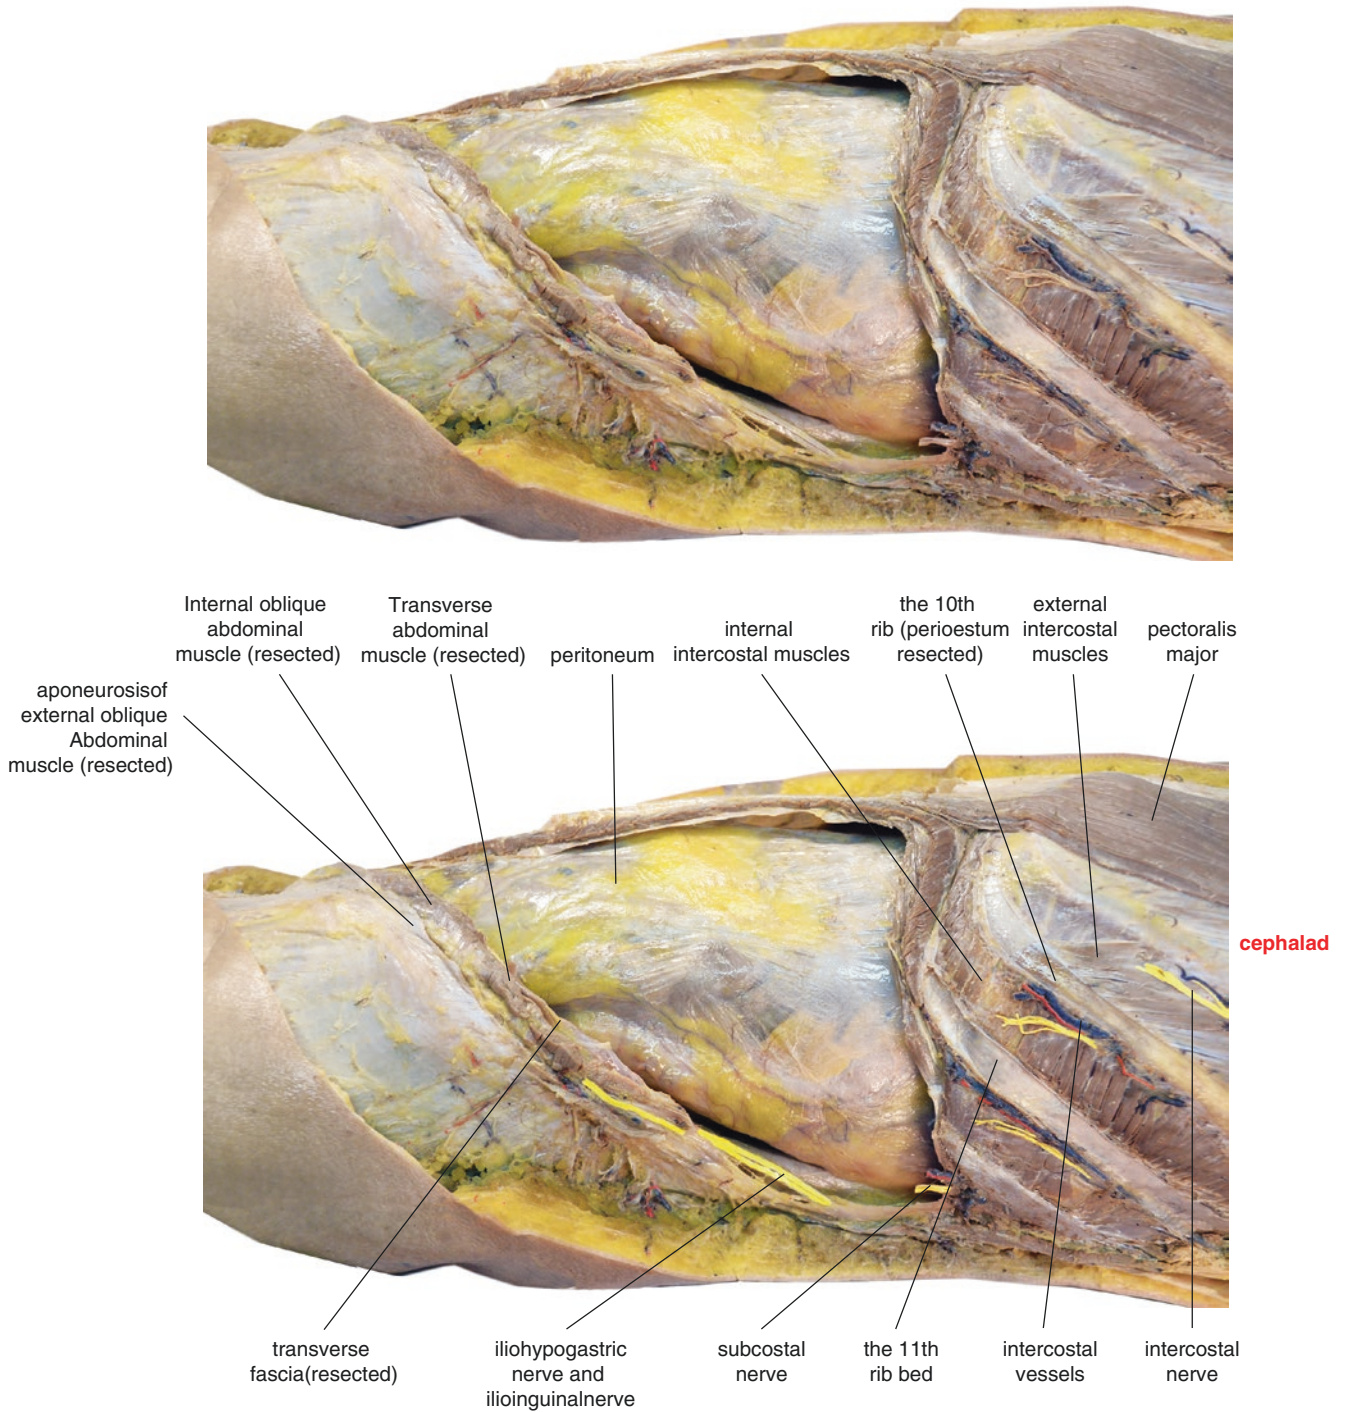 Internal oblique
abdominal
muscle (resected)
Transverse
abdominal
muscle (resected)
peritoneum
internal
intercostal muscles
the 10th
rib (perioestum
resected)
external
intercostal
muscles
pectoralis
major
aponeurosisof
external oblique
Abdominal
muscle (resected)
cephalad
transverse
fascia(resected)
iliohypogastric
nerve and
ilioinguinalnerve
subcostal
nerve
the 11th
rib bed
intercostal
vessels
intercostal
nerve